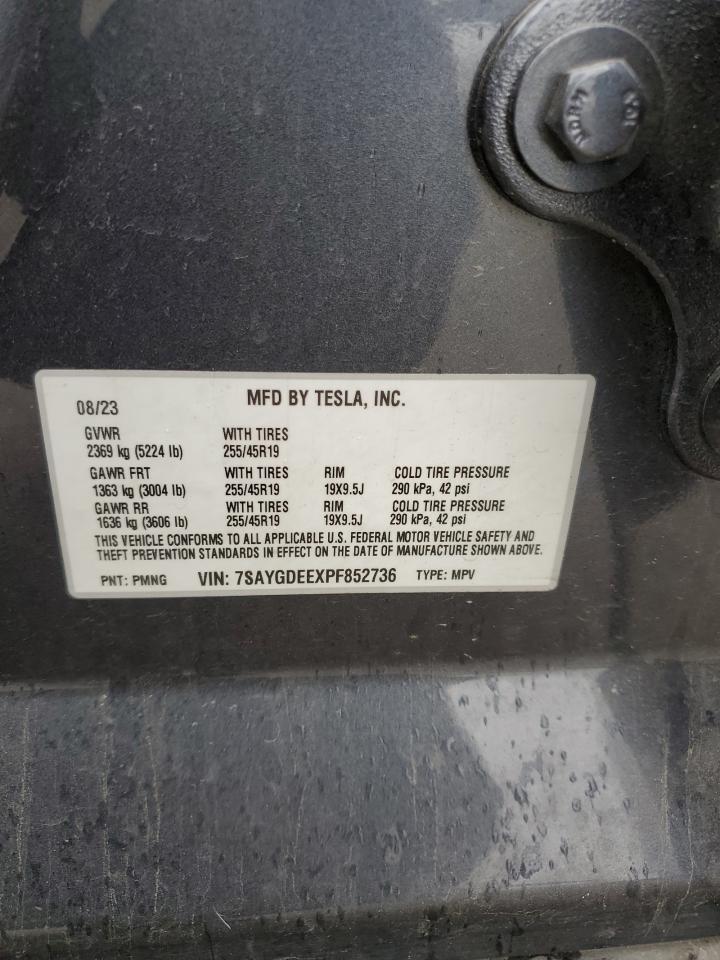 08/23 MFD BY TESLA, INC.
GVWR WITH TIRES
2369 kg (5224 lb) 255/45R19
GAWR FRT WITH TIRES RIM COLD TIRE PRESSURE
1363 kg (3004 lb) 255/45R19 19X9.5J 290 kPa, 42 psi
GAWR RR WITH TIRES RIM COLD TIRE PRESSURE
1636 kg (3606 lb) 255/45R19 19X9.5J 290 kPa, 42 psi
THIS VEHICLE CONFORMS TO ALL APPLICABLE U.S. FEDERAL MOTOR VEHICLE SAFETY AND
THEFT PREVENTION STANDARDS IN EFFECT ON THE DATE OF MANUFACTURE SHOWN ABOVE.
PNT: PMNG VIN: 7SAYGDEEXPF852736 TYPE: MPV